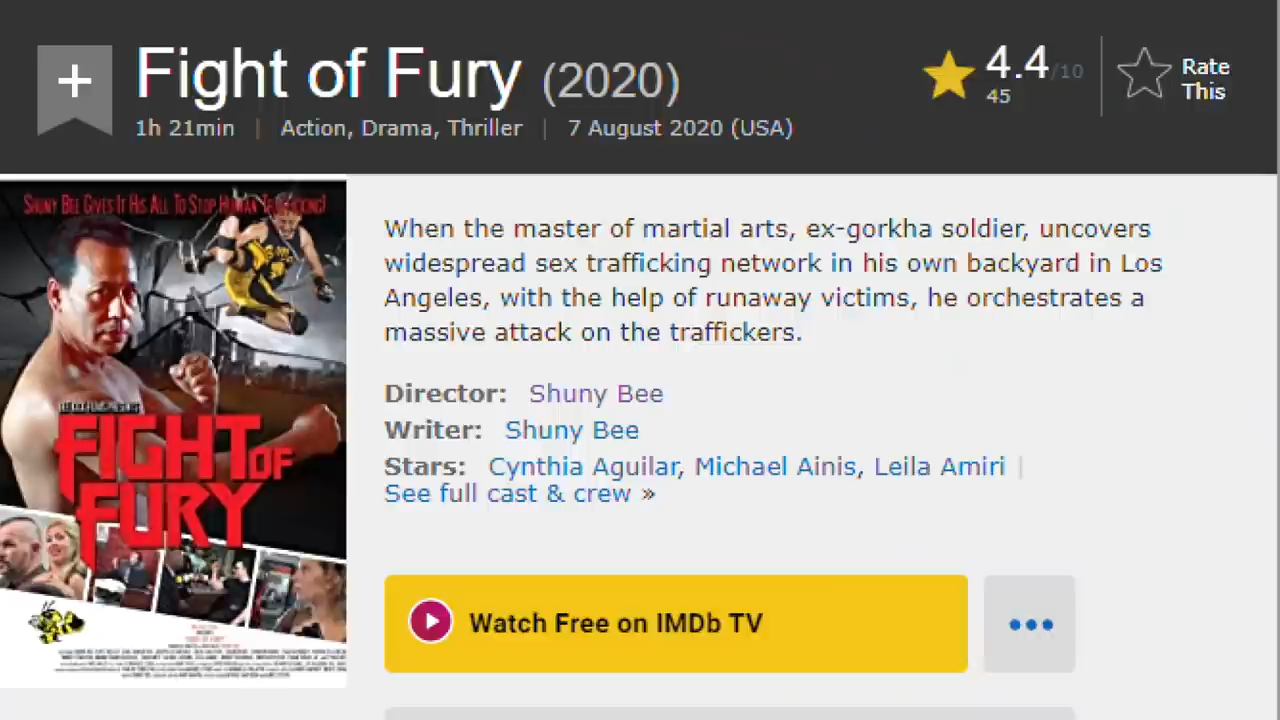 +
Fight of Fury (2020)
1h 21min | Action, Drama, Thriller | 7 August 2020 (USA)
4.4/10
45
Rate
This
SHUNY BEE GIVES IT HIS ALL TO STOP HUMAN TRAFFICKING!
FIGHT OF
FURY
When the master of martial arts, ex-gorkha soldier, uncovers
widespread sex trafficking network in his own backyard in Los
Angeles, with the help of runaway victims, he orchestrates a
massive attack on the traffickers.
Director: Shuny Bee
Writer: Shuny Bee
Stars: Cynthia Aguilar, Michael Ainis, Leila Amiri |
See full cast & crew »
Watch Free on IMDb TV